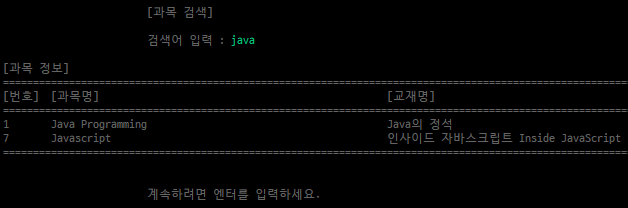 [과목 검색]
검색어 입력 : java
[과목 정보]
[번호] [과목명] [교재명]
1 Java Programming Java의 정석
7 Javascript 인사이드 자바스크립트 Inside JavaScript
계속하려면 엔터를 입력하세요.